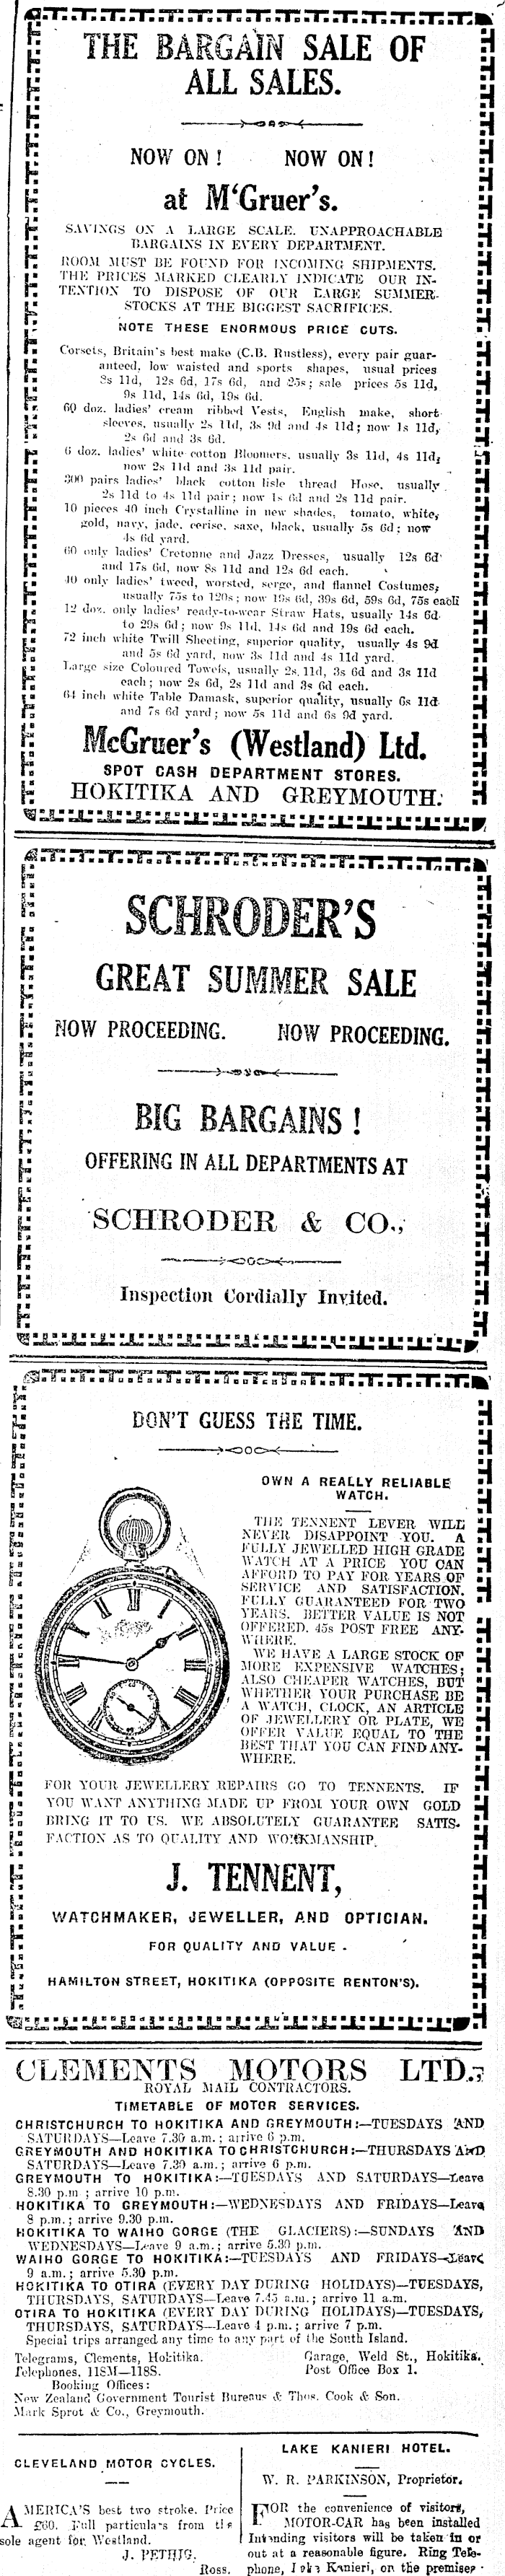 THE BARGAIN SALE OF
ALL SALES.
NOW ON! NOW ON!
at M'Gruer's.
SAVINGS ON A LARGE SCALE. UNAPPROACHABLE
BARGAINS IN EVERY DEPARTMENT.
ROOM MUST BE FOUND FOR INCOMING SHIPMENTS.
THE PRICES MARKED CLEARLY INDICATE OUR IN-
TENTION TO DISPOSE OF OUR LARGE SUMMER
STOCKS AT THE BIGGEST SACRIFICES.
NOTE THESE ENORMOUS PRICE CUTS.
Corsets, Britain's best make (C.B. Rustless), every pair guar-
anteed, low waisted and sports shapes, usual prices
8s 11d, 12s 6d, 17s 6d, and 25s; sale prices 5s 11d,
9s 11d, 14s 6d, 19s 6d.
60 doz. ladies' cream ribbed Vests, English make, short
sleeves, usually 2s 11d, 3s 9d and 4s 11d; now 1s 11d,
2s 6d and 3s 6d.
6 doz. ladies' white cotton Bloomers, usually 3s 11d, 4s 11d,
now 2s 11d and 3s 11d pair.
300 pairs ladies' black cotton lisle thread Hose, usually
2s 11d to 4s 11d pair; now 1s 6d and 2s 11d pair.
10 pieces 40 inch Crystalline in new shades, tomato, white,
gold, navy, jade, cerise, saxe, black, usually 5s 6d; now
4s 6d yard.
60 only ladies' Cretonne and Jazz Dresses, usually 12s 6d
and 17s 6d, now 8s 11d and 12s 6d each.
40 only ladies' tweed, worsted, serge, and flannel Costumes,
usually 75s to 120s; now 19s 6d, 39s 6d, 59s 6d, 75s each
12 doz. only ladies' ready-to-wear Straw Hats, usually 14s 6d
to 29s 6d; now 9s 11d, 14s 6d and 19s 6d each.
72 inch white Twill Sheeting, superior quality, usually 4s 9d
and 5s 6d yard, now 3s 11d and 4s 11d yard.
Large size Coloured Towels, usually 2s 11d, 3s 6d and 3s 11d
each; now 2s 6d, 2s 11d and 3s 6d each.
64 inch white Table Damask, superior quality, usually 6s 11d
and 7s 6d yard; now 5s 11d and 6s 9d yard.
McGruer's (Westland) Ltd.
SPOT CASH DEPARTMENT STORES.
HOKITIKA AND GREYMOUTH.
SCHRODER'S
GREAT SUMMER SALE
NOW PROCEEDING. NOW PROCEEDING.
BIG BARGAINS!
OFFERING IN ALL DEPARTMENTS AT
SCHRODER & CO.,
Inspection Cordially Invited.
DON'T GUESS THE TIME.
OWN A REALLY RELIABLE
WATCH.
THE TENNENT LEVER WILL
NEVER DISAPPOINT YOU. A
FULLY JEWELLED HIGH GRADE
WATCH AT A PRICE YOU CAN
AFFORD TO PAY FOR YEARS OF
SERVICE AND SATISFACTION.
FULLY GUARANTEED FOR TWO
YEARS. BETTER VALUE IS NOT
OFFERED. 45s POST FREE ANY-
WHERE.
WE HAVE A LARGE STOCK OF
MORE EXPENSIVE WATCHES;
ALSO CHEAPER WATCHES, BUT
WHETHER YOUR PURCHASE BE
A WATCH, CLOCK, AN ARTICLE
OF JEWELLERY OR PLATE, WE
OFFER VALUE EQUAL TO THE
BEST THAT YOU CAN FIND ANY-
WHERE.
FOR YOUR JEWELLERY REPAIRS GO TO TENNENTS. IF
YOU WANT ANYTHING MADE UP FROM YOUR OWN GOLD
BRING IT TO US. WE ABSOLUTELY GUARANTEE SATIS-
FACTION AS TO QUALITY AND WORKMANSHIP.
J. TENNENT,
WATCHMAKER, JEWELLER, AND OPTICIAN.
FOR QUALITY AND VALUE.
HAMILTON STREET, HOKITIKA (OPPOSITE RENTON'S).
CLEMENTS MOTORS LTD.,
ROYAL MAIL CONTRACTORS.
TIMETABLE OF MOTOR SERVICES.
CHRISTCHURCH TO HOKITIKA AND GREYMOUTH:—TUESDAYS AND
SATURDAYS—Leave 7.30 a.m.; arrive 6 p.m.
GREYMOUTH AND HOKITIKA TO CHRISTCHURCH:—THURSDAYS AND
SATURDAYS—Leave 7.30 a.m.; arrive 6 p.m.
GREYMOUTH TO HOKITIKA:—TUESDAYS AND SATURDAYS—Leave
8.30 p.m; arrive 10 p.m.
HOKITIKA TO GREYMOUTH:—WEDNESDAYS AND FRIDAYS—Leave
8 p.m.; arrive 9.30 p.m.
HOKITIKA TO WAIHO GORGE (THE GLACIERS):—SUNDAYS AND
WEDNESDAYS—Leave 9 a.m.; arrive 5.30 p.m.
WAIHO GORGE TO HOKITIKA:—TUESDAYS AND FRIDAYS—Leave
9 a.m.; arrive 5.30 p.m.
HOKITIKA TO OTIRA (EVERY DAY DURING HOLIDAYS)—TUESDAYS,
THURSDAYS, SATURDAYS—Leave 7.45 a.m.; arrive 11 a.m.
OTIRA TO HOKITIKA (EVERY DAY DURING HOLIDAYS)—TUESDAYS,
THURSDAYS, SATURDAYS—Leave 4 p.m.; arrive 7 p.m.
Special trips arranged any time to any part of the South Island.
Telegrams, Clements, Hokitika. Garage, Weld St., Hokitika.
Telephones, 118M—118S. Post Office Box 1.
Booking Offices:
New Zealand Government Tourist Bureaus & Thos. Cook & Son.
Mark Sprot & Co., Greymouth.
CLEVELAND MOTOR CYCLES.
AMERICA'S best two stroke. Price
£60. Full particulars from the
sole agent for Westland.
J. PETHIG.
Ross.
LAKE KANIERI HOTEL.
W. R. PARKINSON, Proprietor.
FOR the convenience of visitors,
MOTOR-CAR has been installed
Intending visitors will be taken in or
out at a reasonable figure. Ring Tele-
phone, Lake Kanieri, on the premises